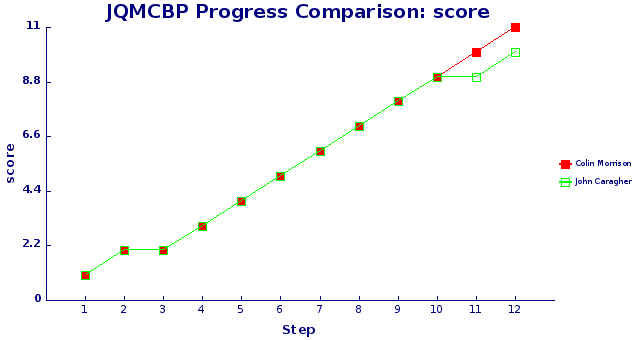 JQMCBP Progress Comparison: score
11
8.8
6.6
4.4
2.2
0
score
1 2 3 4 5 6 7 8 9 10 11 12
Step
Colin Morrison
John Caragher